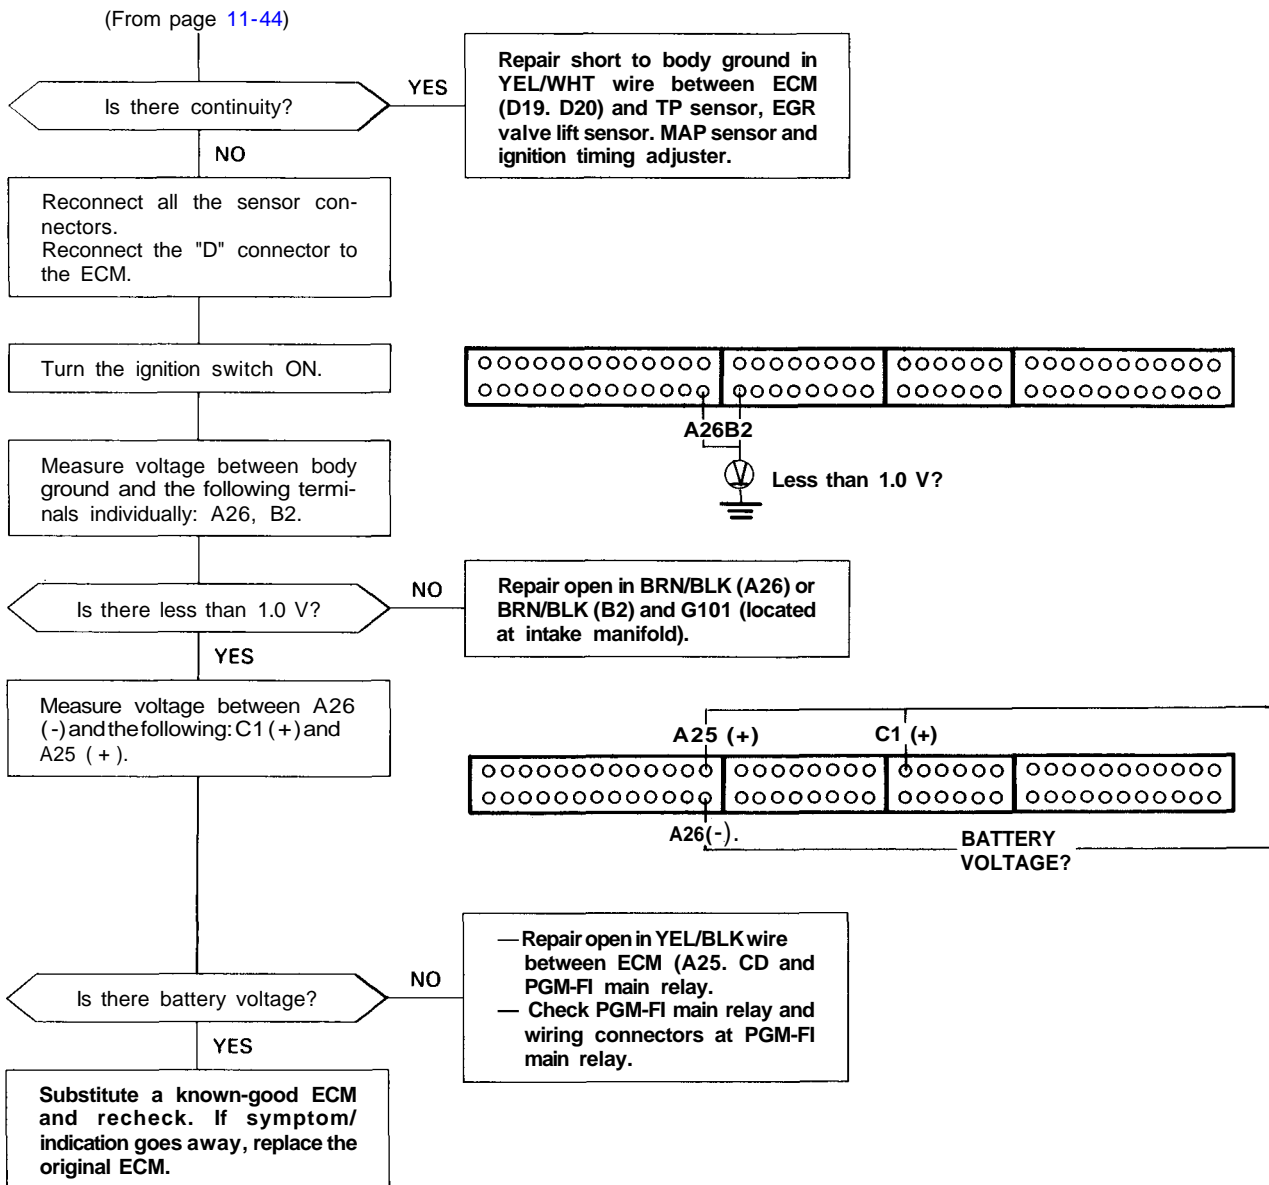 (From page 11-44)
Is there continuity?
YES
Repair short to body ground in
YEL/WHT wire between ECM
(D19. D20) and TP sensor, EGR
valve lift sensor. MAP sensor and
ignition timing adjuster.
NO
Reconnect all the sensor con-
nectors.
Reconnect the "D" connector to
the ECM.
Turn the ignition switch ON.
A26B2
V
Less than 1.0 V?
Measure voltage between body
ground and the following termi-
nals individually: A26, B2.
Is there less than 1.0 V?
NO
Repair open in BRN/BLK (A26) or
BRN/BLK (B2) and G101 (located
at intake manifold).
YES
Measure voltage between A26
(-) and the following: C1 (+) and
A25 (+).
A25 (+)
C1 (+)
A26(-).
BATTERY
VOLTAGE?
Is there battery voltage?
NO
— Repair open in YEL/BLK wire
between ECM (A25. CD and
PGM-FI main relay.
— Check PGM-FI main relay and
wiring connectors at PGM-FI
main relay.
YES
Substitute a known-good ECM
and recheck. If symptom/
indication goes away, replace the
original ECM.